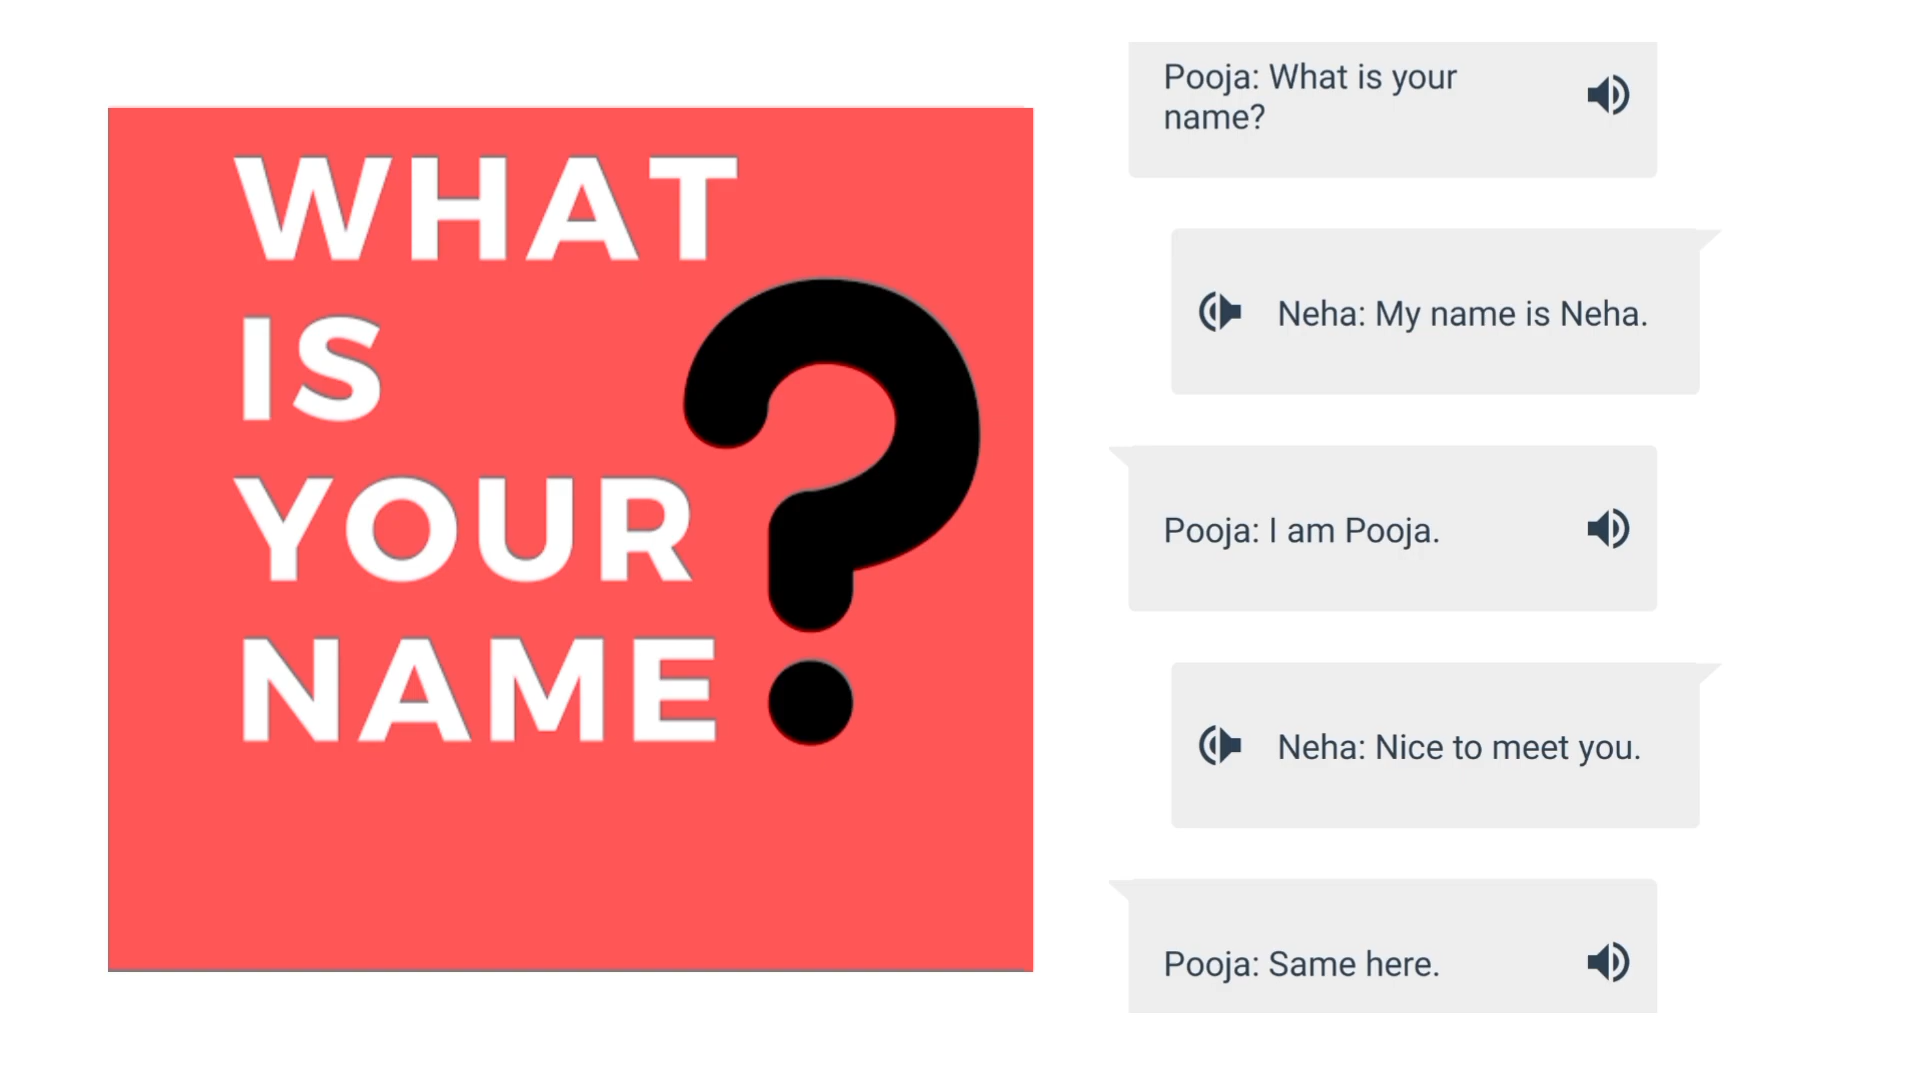 WHAT
IS
YOUR
NAME
?
Pooja: What is your
name?
Neha: My name is Neha.
Pooja: I am Pooja.
Neha: Nice to meet you.
Pooja: Same here.